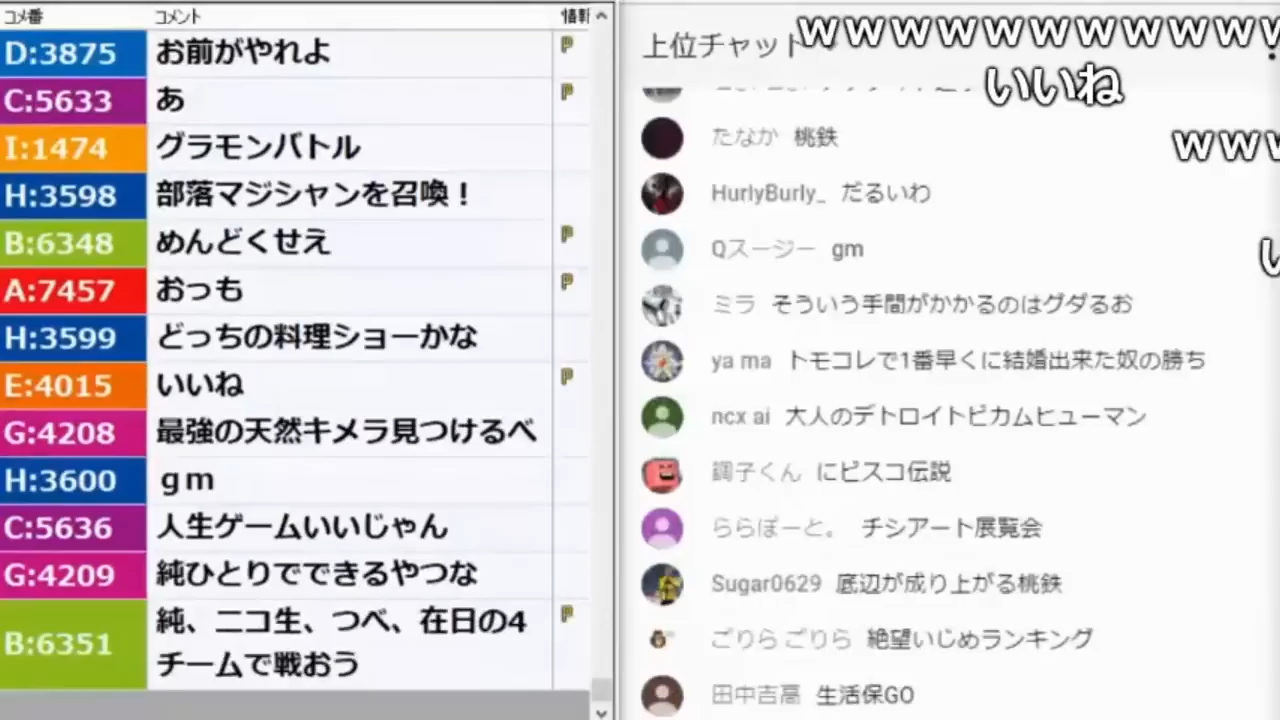 コメ番 コメント 情報
D:3875 お前がやれよ P
C:5633 あ P
I:1474 グラモンバトル
H:3598 部落マジシャンを召喚！
B:6348 めんどくせえ P
A:7457 おっも P
H:3599 どっちの料理ショーかな
E:4015 いいね P
G:4208 最強の天然キメラ見つけるべ
H:3600 ｇｍ
C:5636 人生ゲームいいじゃん
G:4209 純ひとりでできるやつな
B:6351 純、ニコ生、つべ、在日の4 P
チームで戦おう
wwwwwwwwwww
上位チャット
いいね
たなか 桃鉄
www
HurlyBurly_ だるいわ
Qスージー gm
い
ミラ そういう手間がかかるのはグダるお
ya ma トモコレで1番早くに結婚出来た奴の勝ち
ncx ai 大人のデトロイトビカムヒューマン
調子くん にビスコ伝説
ららぽーと。 チシアート展覧会
Sugar0629 底辺が成り上がる桃鉄
ごりらごりら 絶望いじめランキング
田中吉高 生活保GO